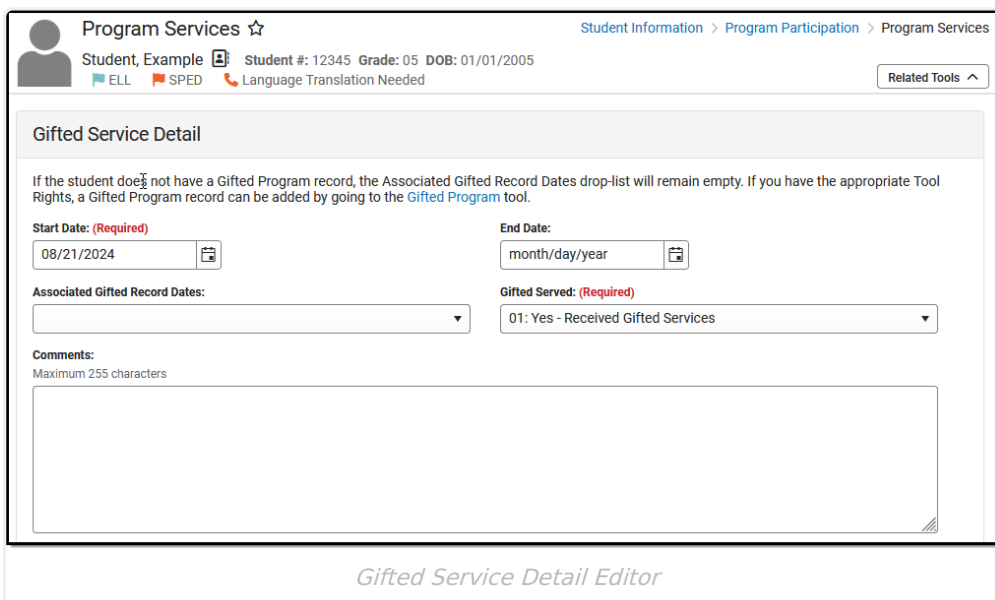 Program Services
Student Information > Program Participation > Program Services
Student, Example Student #: 12345 Grade: 05 DOB: 01/01/2005
ELL SPED Language Translation Needed
Related Tools
Gifted Service Detail
If the student does not have a Gifted Program record, the Associated Gifted Record Dates drop-list will remain empty. If you have the appropriate Tool
Rights, a Gifted Program record can be added by going to the Gifted Program tool.
Start Date: (Required) End Date:
08/21/2024 month/day/year
Associated Gifted Record Dates: Gifted Served: (Required)
01: Yes - Received Gifted Services
Comments:
Maximum 255 characters
Gifted Service Detail Editor